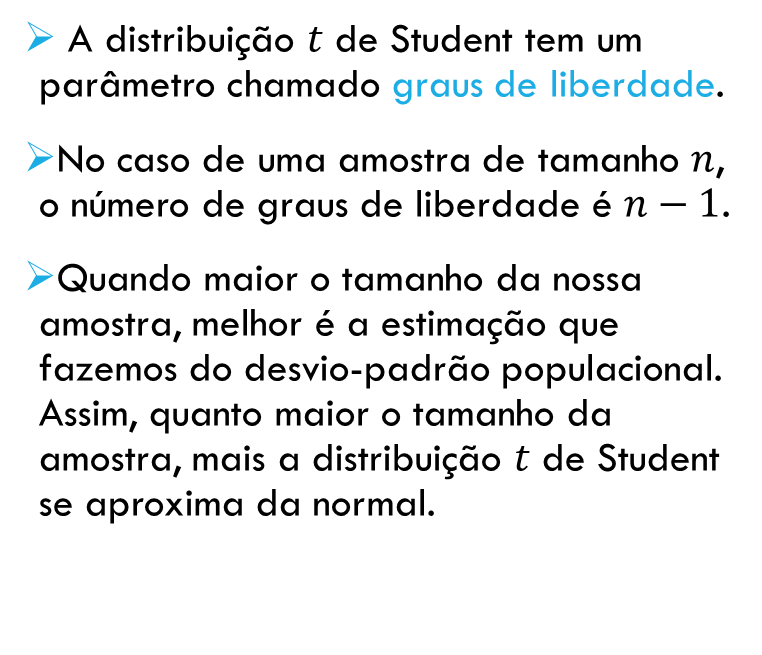 ➢ A distribuição t de Student tem um
parâmetro chamado graus de liberdade.
➢No caso de uma amostra de tamanho n,
o número de graus de liberdade é n − 1.
➢Quando maior o tamanho da nossa
amostra, melhor é a estimação que
fazemos do desvio-padrão populacional.
Assim, quanto maior o tamanho da
amostra, mais a distribuição t de Student
se aproxima da normal.